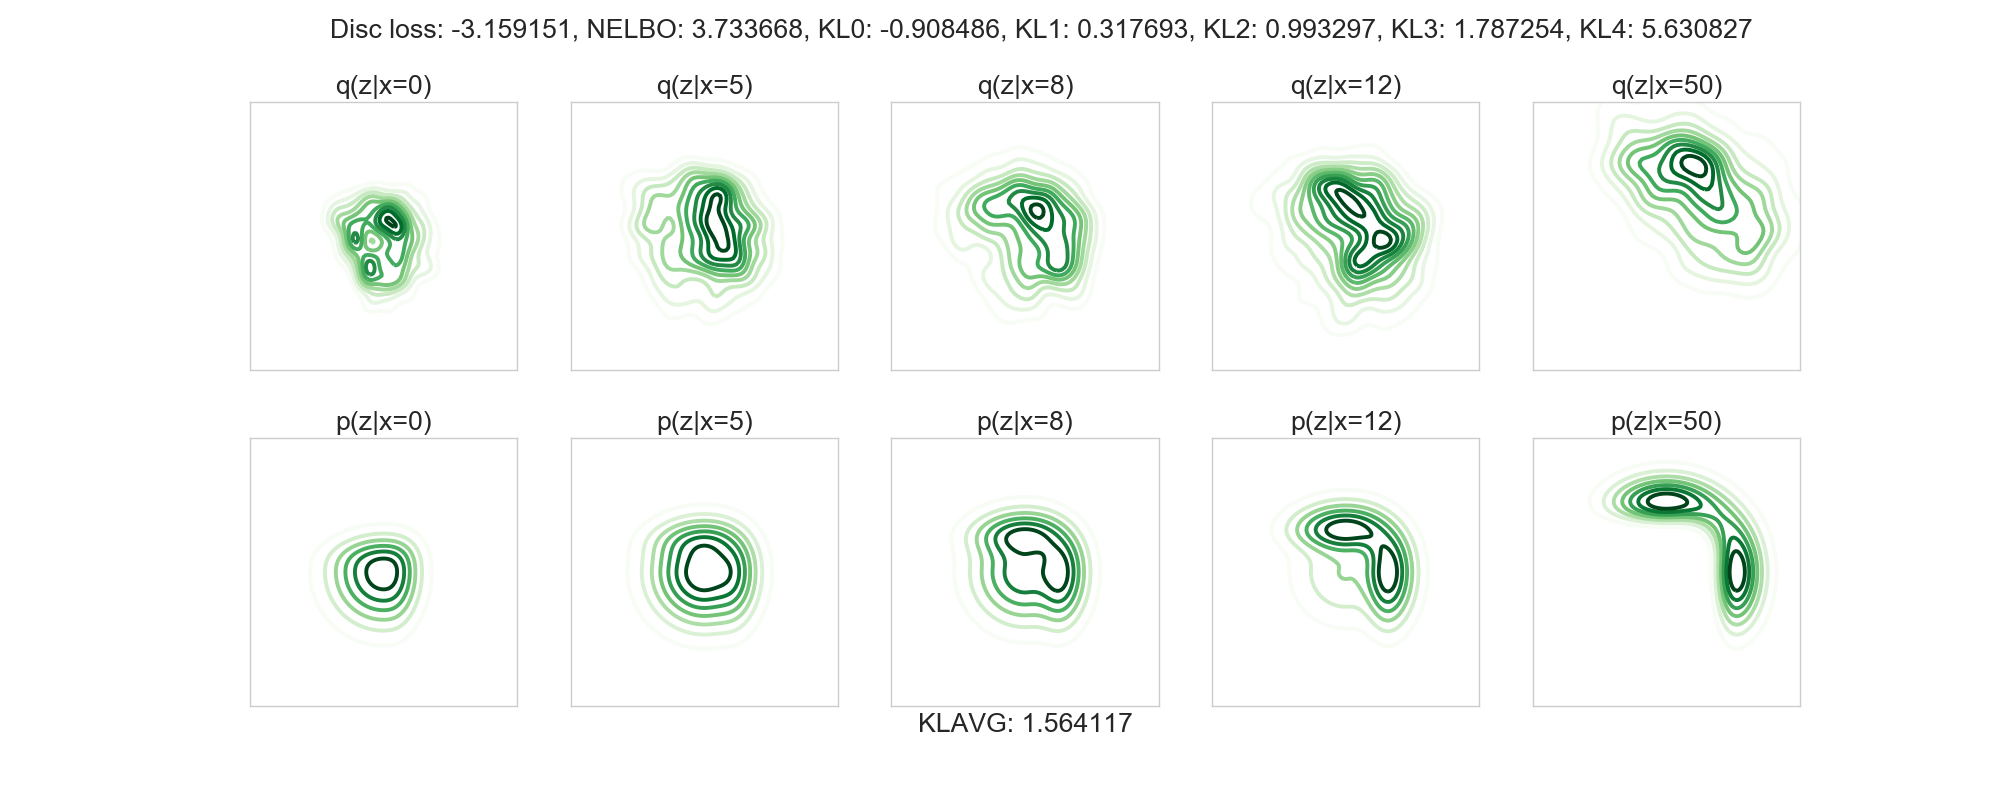 Disc loss: -3.159151, NELBO: 3.733668, KL0: -0.908486, KL1: 0.317693, KL2: 0.993297, KL3: 1.787254, KL4: 5.630827
q(z|x=0) q(z|x=5) q(z|x=8) q(z|x=12) q(z|x=50)
p(z|x=0) p(z|x=5) p(z|x=8) p(z|x=12) p(z|x=50)
KLAVG: 1.564117